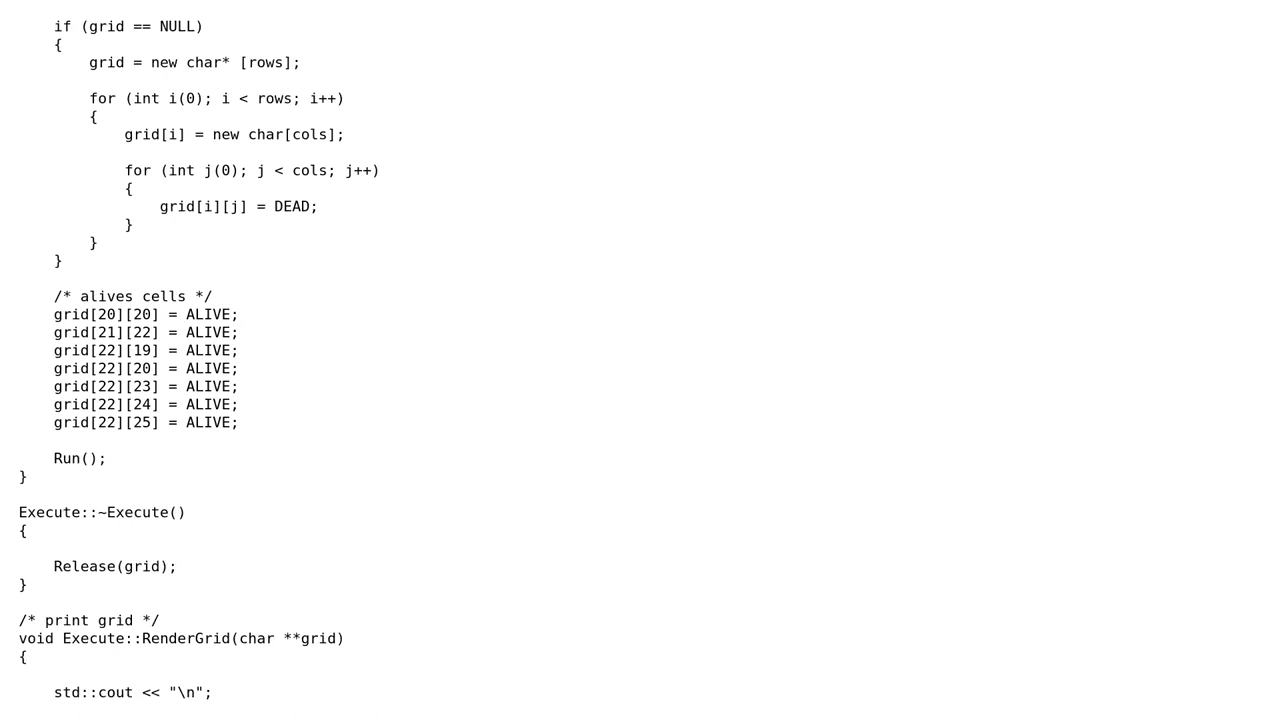 if (grid == NULL)
{
grid = new char* [rows];
for (int i(0); i < rows; i++)
{
grid[i] = new char[cols];
for (int j(0); j < cols; j++)
{
grid[i][j] = DEAD;
}
}
}
/* alives cells */
grid[20][20] = ALIVE;
grid[21][22] = ALIVE;
grid[22][19] = ALIVE;
grid[22][20] = ALIVE;
grid[22][23] = ALIVE;
grid[22][24] = ALIVE;
grid[22][25] = ALIVE;
Run();
}
Execute::~Execute()
{
Release(grid);
}
/* print grid */
void Execute::RenderGrid(char **grid)
{
std::cout << "\n";